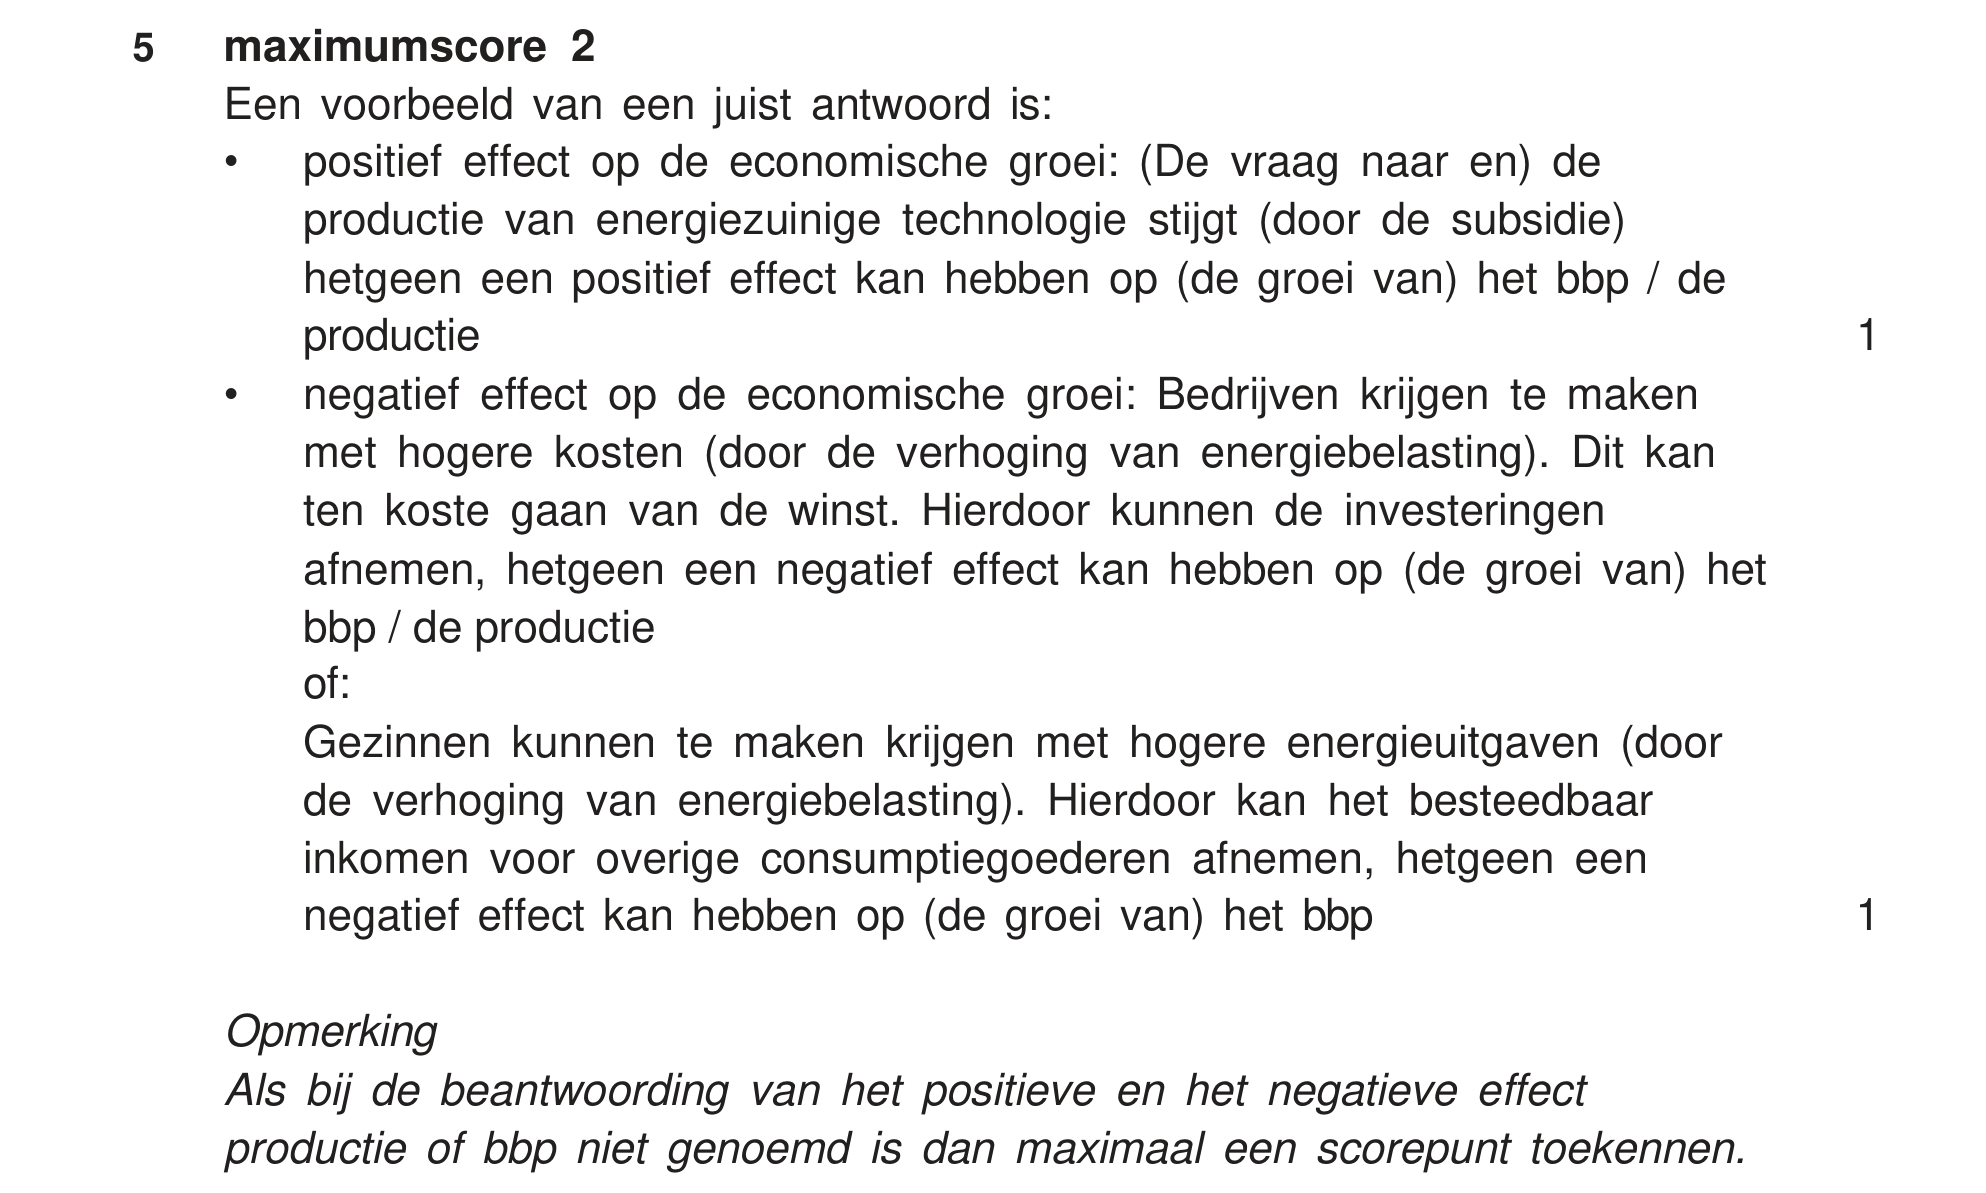 5 maximumscore 2
Een voorbeeld van een juist antwoord is:
• positief effect op de economische groei: (De vraag naar en) de
productie van energiezuinige technologie stijgt (door de subsidie)
hetgeen een positief effect kan hebben op (de groei van) het bbp / de
productie 1
• negatief effect op de economische groei: Bedrijven krijgen te maken
met hogere kosten (door de verhoging van energiebelasting). Dit kan
ten koste gaan van de winst. Hierdoor kunnen de investeringen
afnemen, hetgeen een negatief effect kan hebben op (de groei van) het
bbp / de productie
of:
Gezinnen kunnen te maken krijgen met hogere energieuitgaven (door
de verhoging van energiebelasting). Hierdoor kan het besteedbaar
inkomen voor overige consumptiegoederen afnemen, hetgeen een
negatief effect kan hebben op (de groei van) het bbp 1
Opmerking
Als bij de beantwoording van het positieve en het negatieve effect
productie of bbp niet genoemd is dan maximaal een scorepunt toekennen.